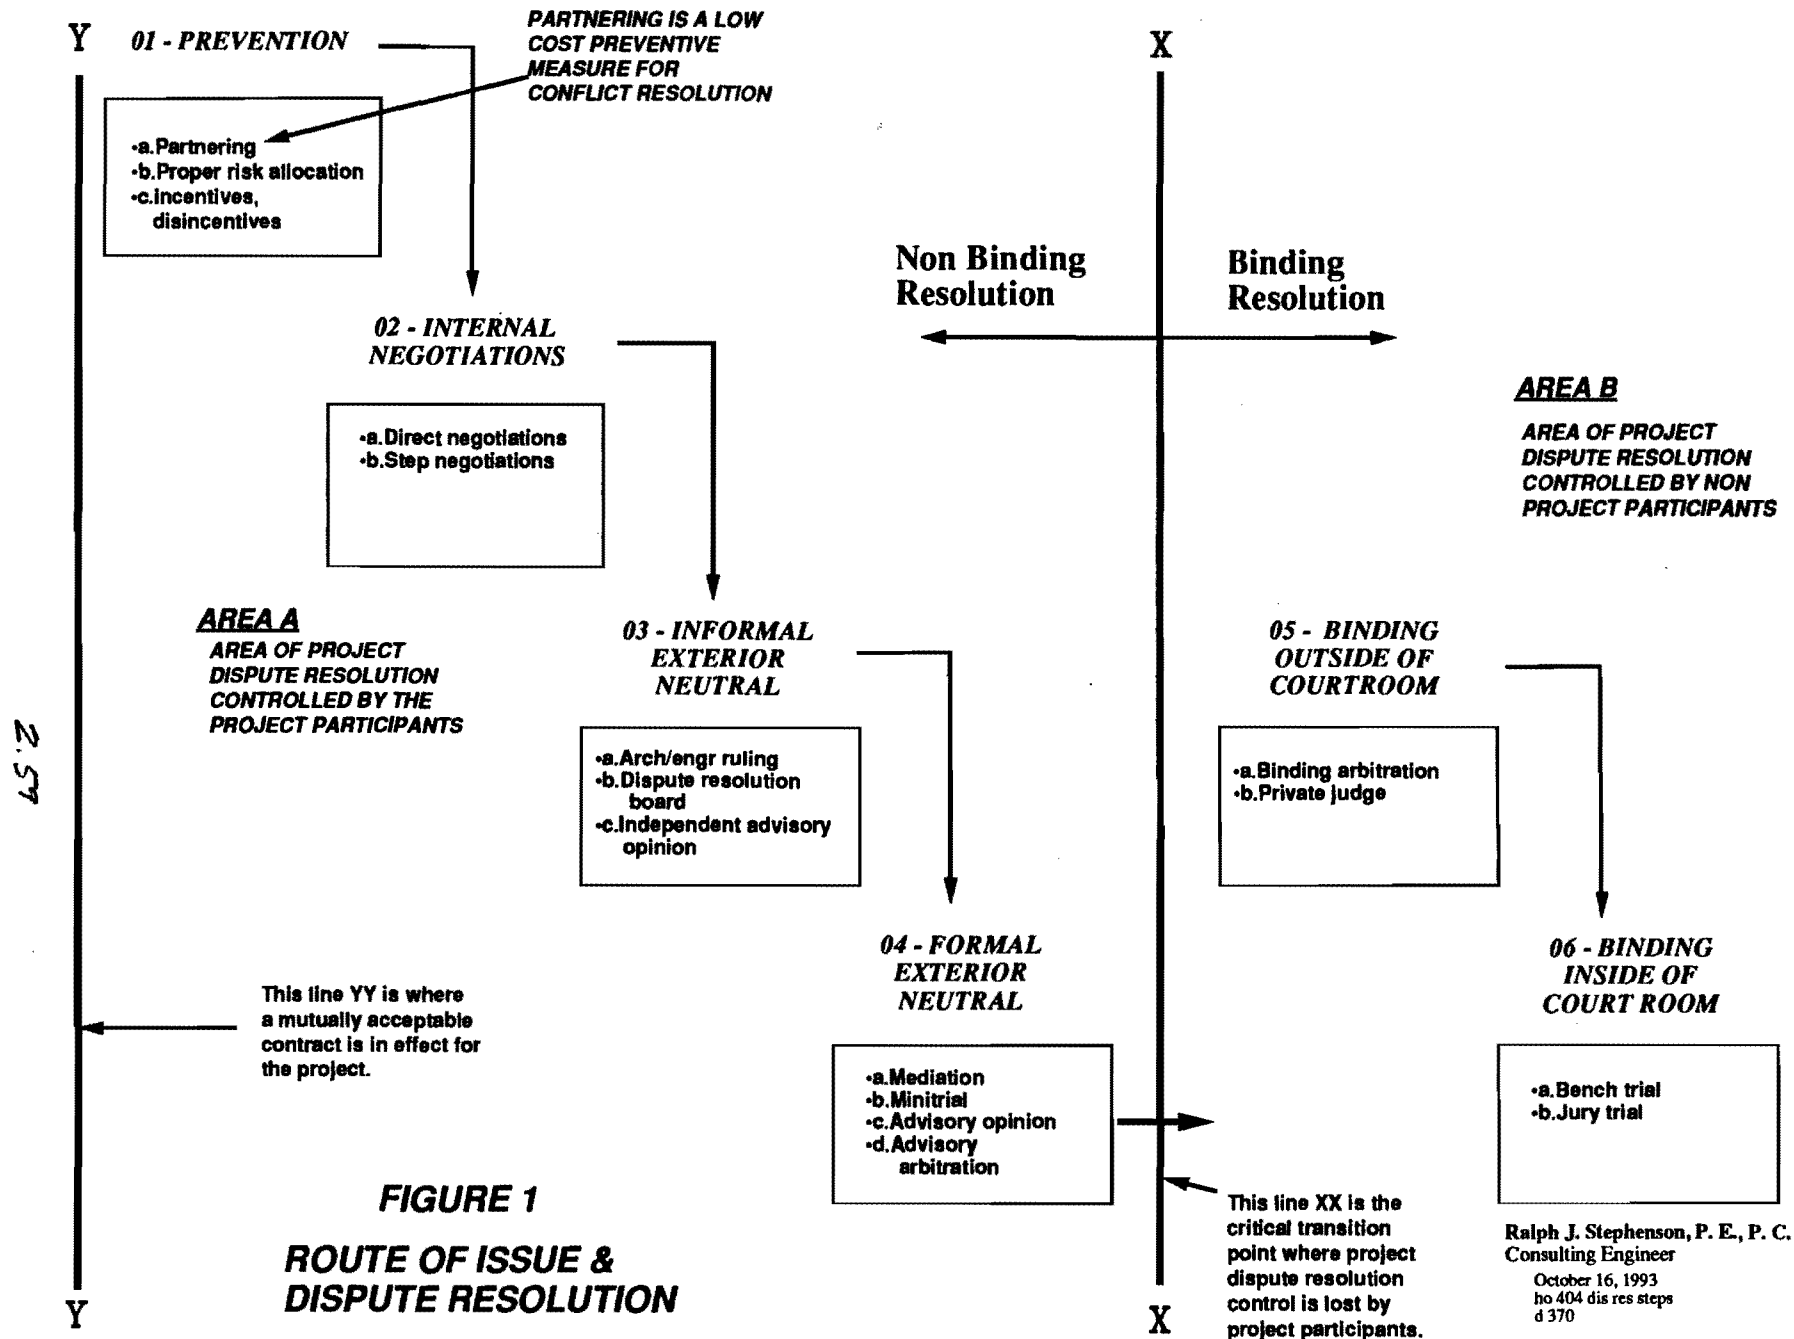 Y
01 - PREVENTION
PARTNERING IS A LOW
COST PREVENTIVE
MEASURE FOR
CONFLICT RESOLUTION
•a.Partnering
•b.Proper risk allocation
•c.Incentives,
disincentives
X
Non Binding
Resolution
Binding
Resolution
02 - INTERNAL
NEGOTIATIONS
•a.Direct negotiations
•b.Step negotiations
AREA B
AREA OF PROJECT
DISPUTE RESOLUTION
CONTROLLED BY NON
PROJECT PARTICIPANTS
AREA A
AREA OF PROJECT
DISPUTE RESOLUTION
CONTROLLED BY THE
PROJECT PARTICIPANTS
03 - INFORMAL
EXTERIOR
NEUTRAL
•a.Arch/engr ruling
•b.Dispute resolution
board
•c.Independent advisory
opinion
05 - BINDING
OUTSIDE OF
COURTROOM
•a.Binding arbitration
•b.Private judge
2.57
04 - FORMAL
EXTERIOR
NEUTRAL
•a.Mediation
•b.Minitrial
•c.Advisory opinion
•d.Advisory
arbitration
06 - BINDING
INSIDE OF
COURT ROOM
•a.Bench trial
•b.Jury trial
This line YY is where
a mutually acceptable
contract is in effect for
the project.
FIGURE 1
ROUTE OF ISSUE &
DISPUTE RESOLUTION
Y
This line XX is the
critical transition
point where project
dispute resolution
control is lost by
project participants.
X
Ralph J. Stephenson, P. E., P. C.
Consulting Engineer
October 16, 1993
ho 404 dis res steps
d 370